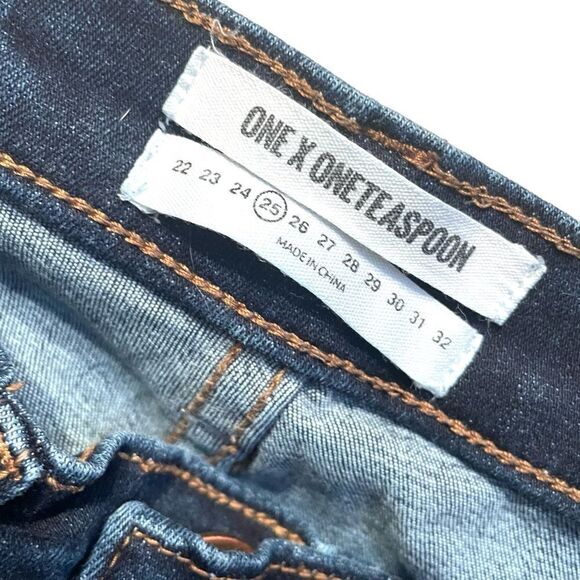 ONE X ONETEASPOON
22 23 24 25 26 27 28 29 30 31 32
MADE IN CHINA